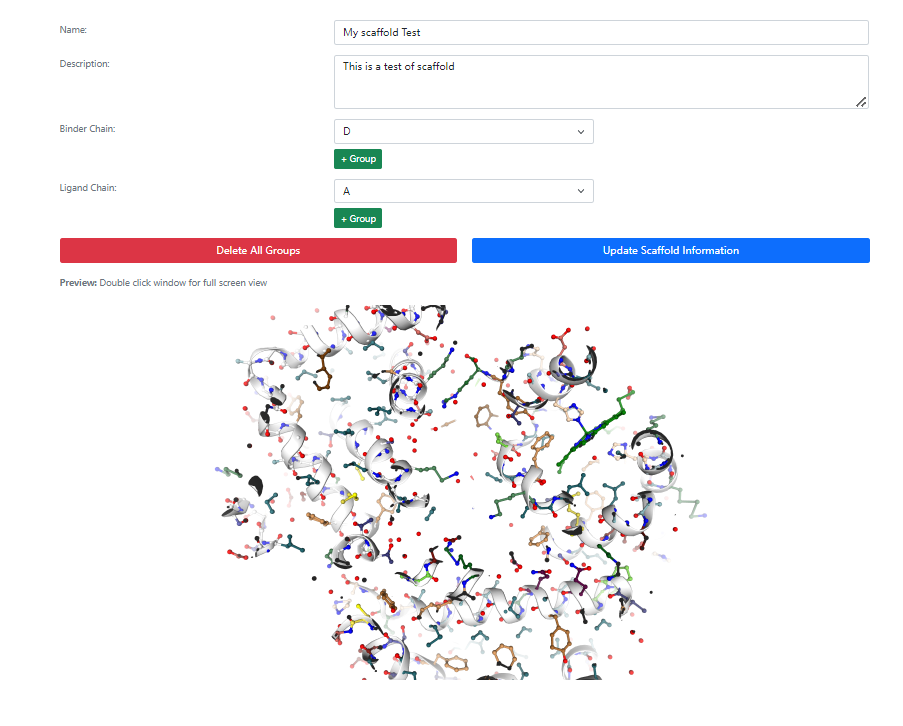 Name:
My scaffold Test
Description:
This is a test of scaffold
Binder Chain:
D
+ Group
Ligand Chain:
A
+ Group
Delete All Groups
Update Scaffold Information
Preview: Double click window for full screen view